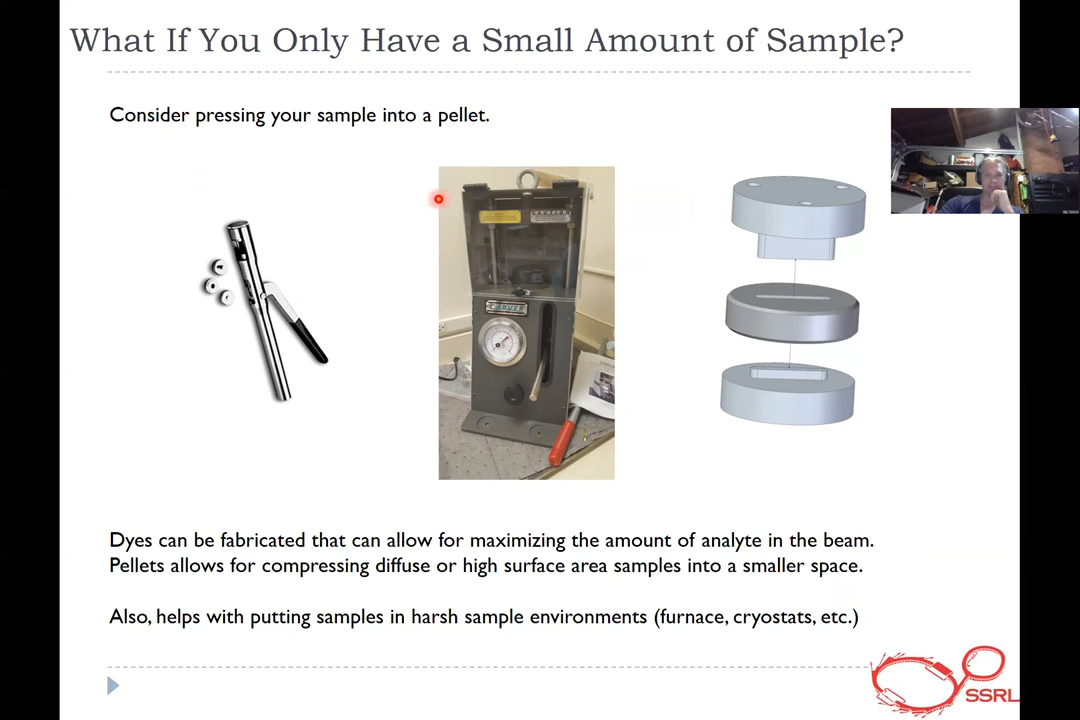 What If You Only Have a Small Amount of Sample?
Consider pressing your sample into a pellet.
CARVER
Dyes can be fabricated that can allow for maximizing the amount of analyte in the beam.
Pellets allows for compressing diffuse or high surface area samples into a smaller space.
Also, helps with putting samples in harsh sample environments (furnace, cryostats, etc.)
SSRL